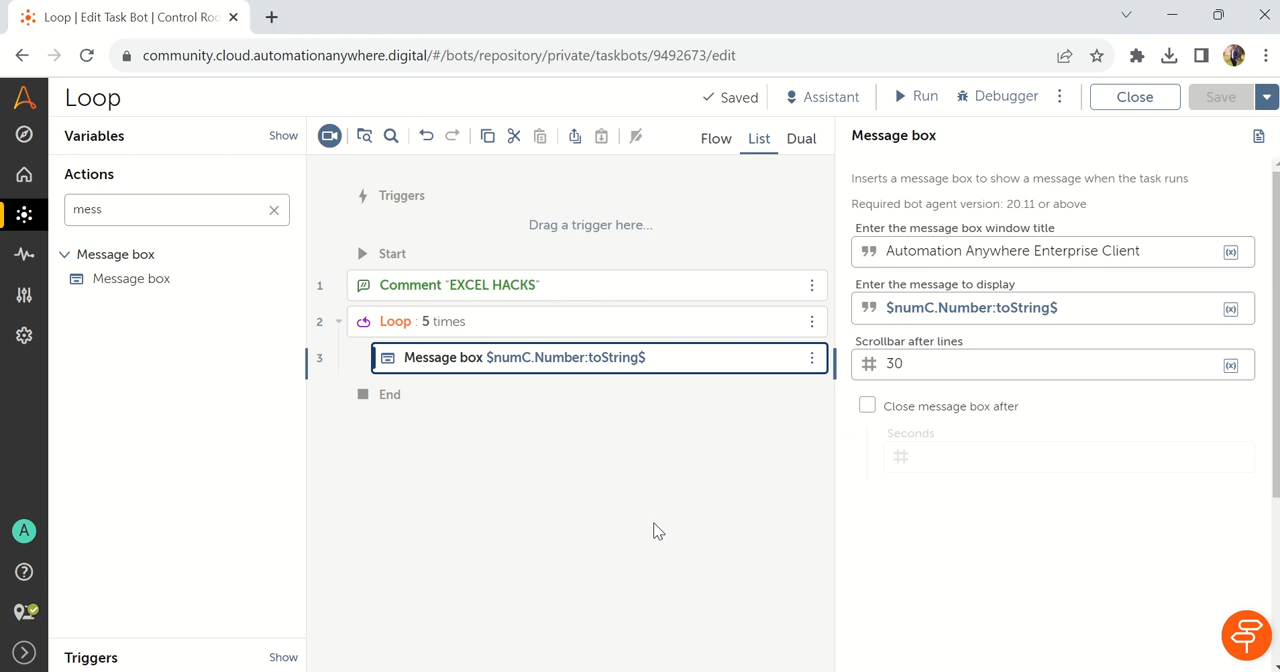 Loop | Edit Task Bot | Control Roo
community.cloud.automationanywhere.digital/#/bots/repository/private/taskbots/9492673/edit
Loop
Saved
Assistant
Run
Debugger
Close
Save
Variables
Show
Actions
mess
Message box
Message box
Triggers
Show
A
Flow
List
Dual
Triggers
Drag a trigger here...
Start
1
Comment "EXCEL HACKS"
2
Loop : 5 times
3
Message box $numC.Number:toString$
End
Message box
Inserts a message box to show a message when the task runs
Required bot agent version: 20.11 or above
Enter the message box window title
Automation Anywhere Enterprise Client
(x)
Enter the message to display
$numC.Number:toString$
(x)
Scrollbar after lines
30
(x)
Close message box after
Seconds